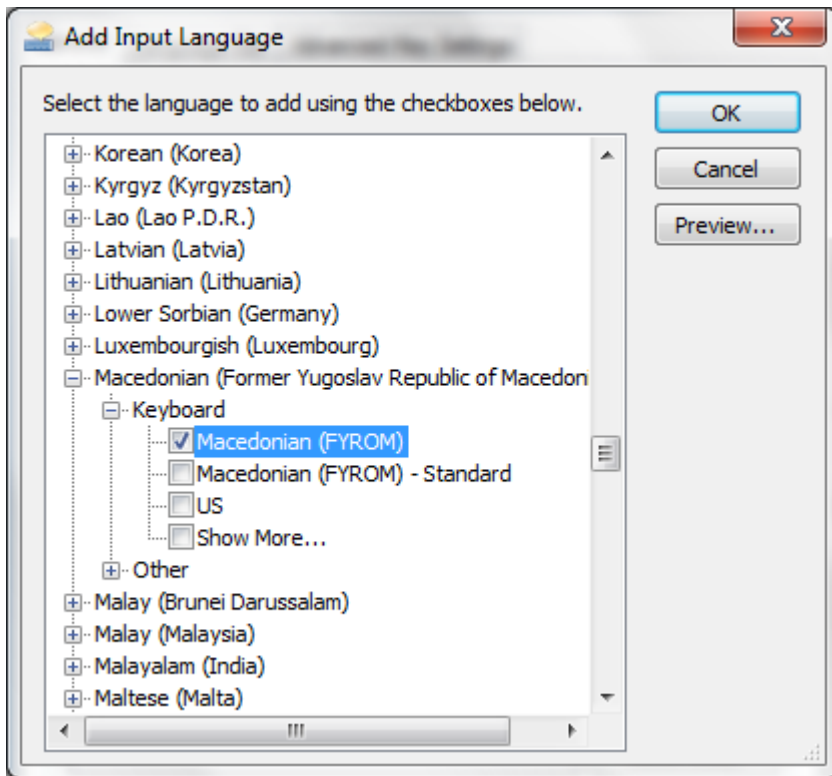 Add Input Language
Select the language to add using the checkboxes below.
OK
Cancel
Preview...
Korean (Korea)
Kyrgyz (Kyrgyzstan)
Lao (Lao P.D.R.)
Latvian (Latvia)
Lithuanian (Lithuania)
Lower Sorbian (Germany)
Luxembourgish (Luxembourg)
Macedonian (Former Yugoslav Republic of Macedoni
Keyboard
Macedonian (FYROM)
Macedonian (FYROM) - Standard
US
Show More...
Other
Malay (Brunei Darussalam)
Malay (Malaysia)
Malayalam (India)
Maltese (Malta)